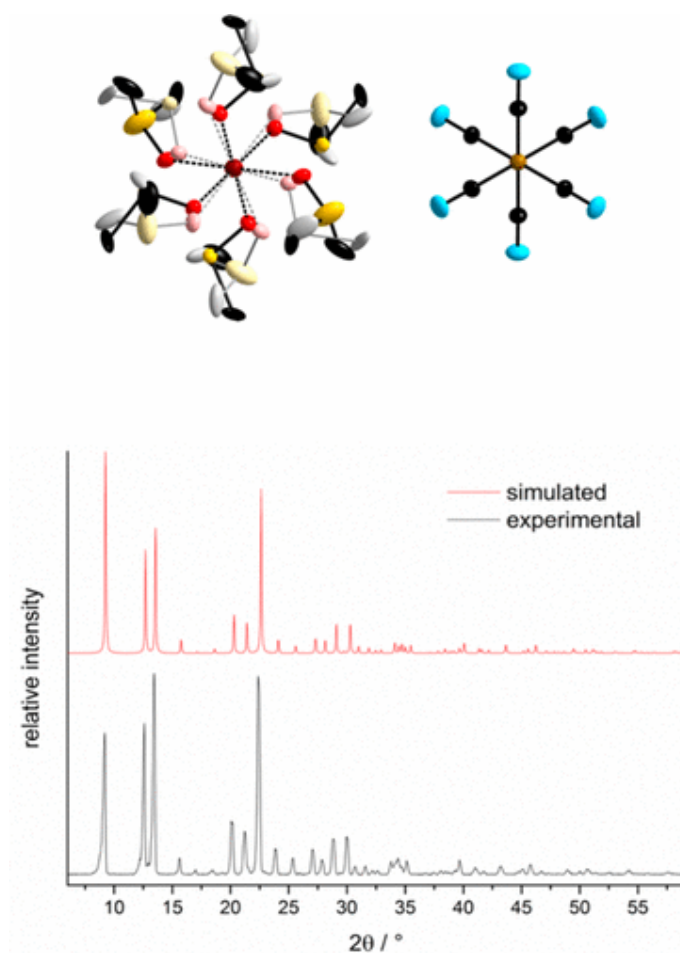 simulated
experimental
relative intensity
10 15 20 25 30 35 40 45 50 55
2θ / °